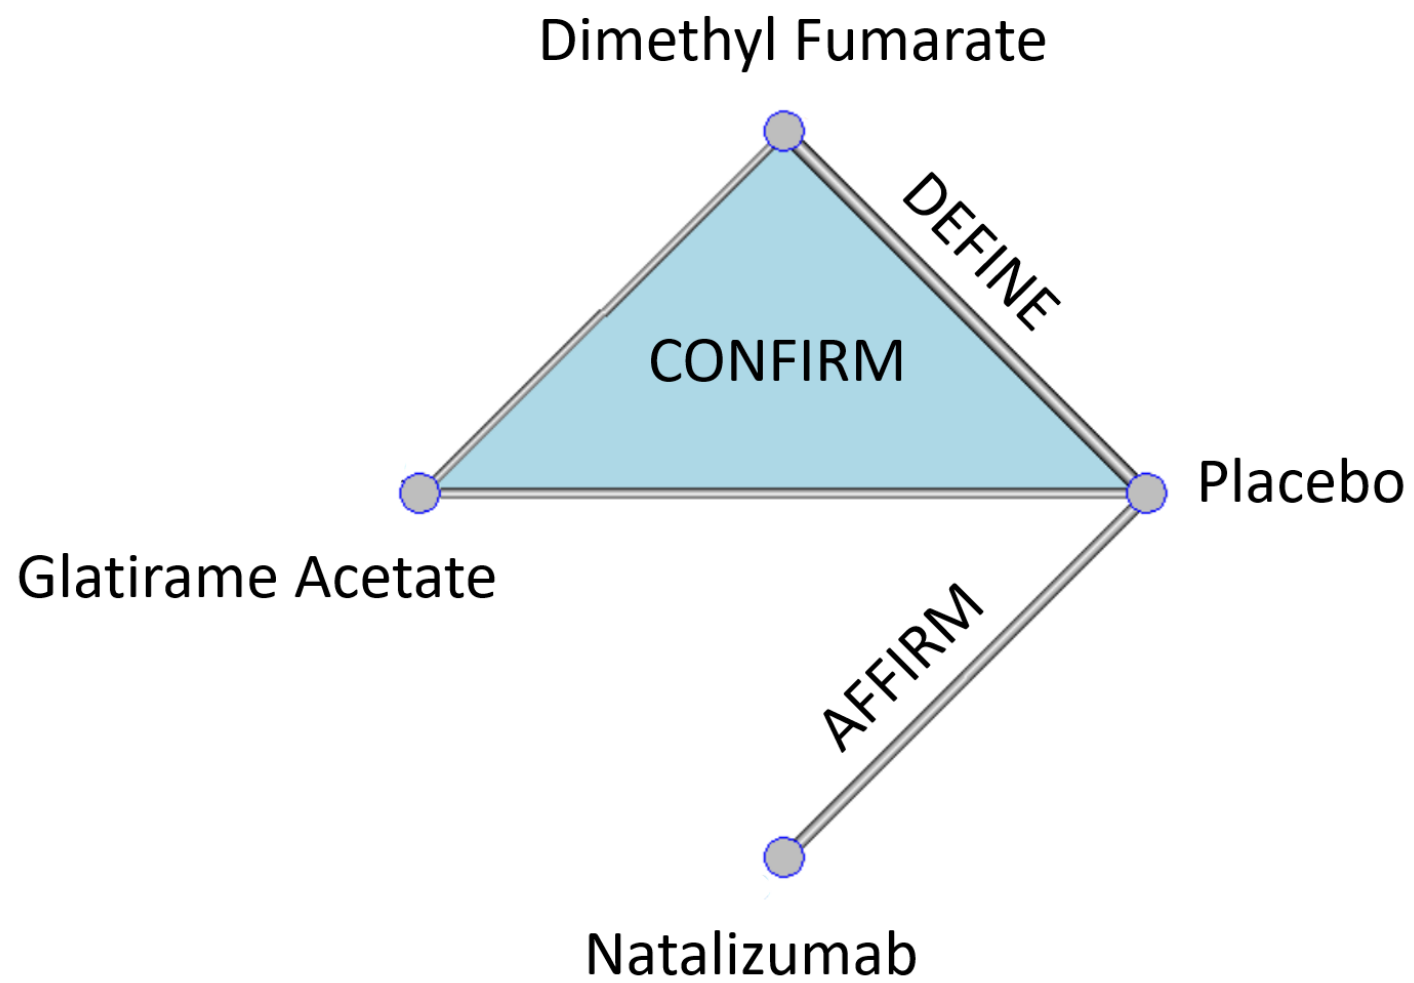 Dimethyl Fumarate
DEFINE
CONFIRM
Placebo
Glatirame Acetate
AFFIRM
Natalizumab